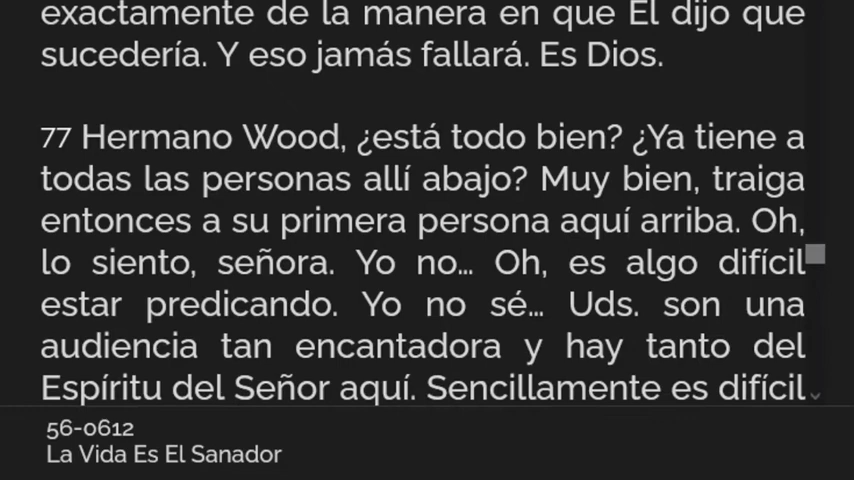 exactamente de la manera en que El dijo que
sucedería. Y eso jamás fallará. Es Dios.
77 Hermano Wood, ¿está todo bien? ¿Ya tiene a
todas las personas allí abajo? Muy bien, traiga
entonces a su primera persona aquí arriba. Oh,
lo siento, señora. Yo no... Oh, es algo difícil
estar predicando. Yo no sé... Uds. son una
audiencia tan encantadora y hay tanto del
Espíritu del Señor aquí. Sencillamente es difícil
56-0612
La Vida Es El Sanador